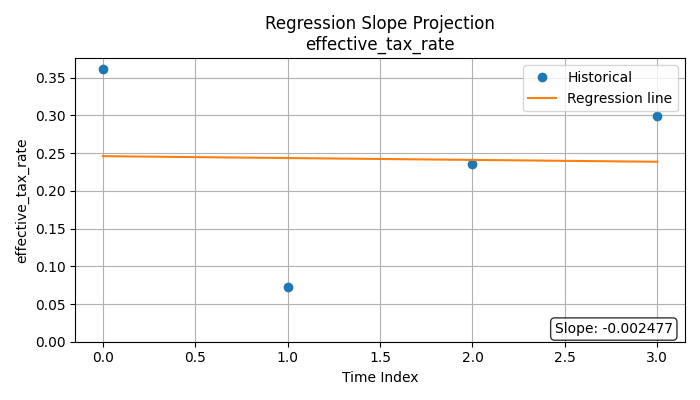 Regression Slope Projection
effective_tax_rate
Historical
Regression line
effective_tax_rate
0.35
0.30
0.25
0.20
0.15
0.10
0.05
0.00
Slope: -0.002477
0.0 0.5 1.0 1.5 2.0 2.5 3.0
Time Index